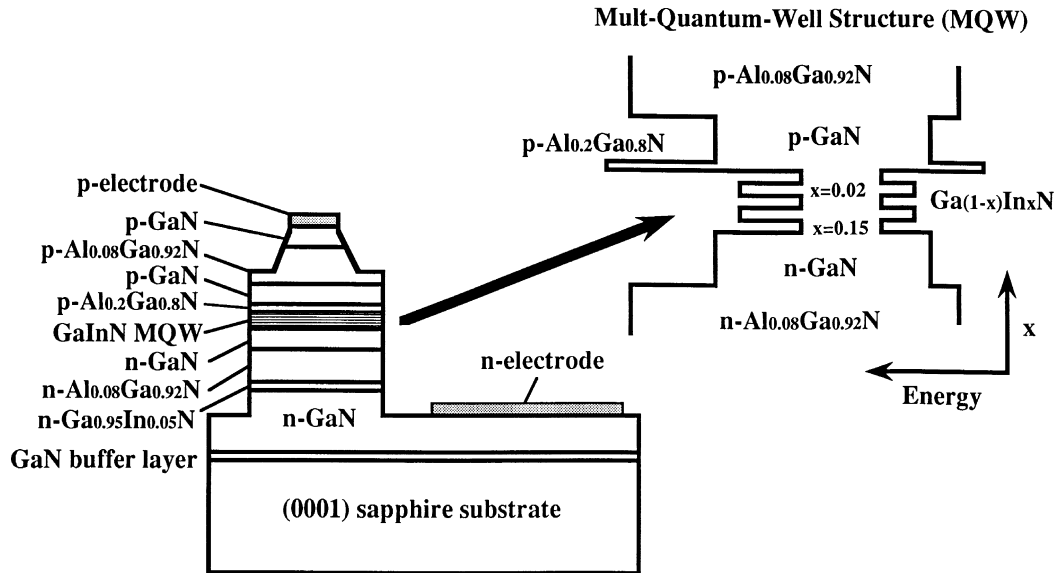 Mult-Quantum-Well Structure (MQW)
p-Al0.08Ga0.92N
p-GaN
p-Al0.2Ga0.8N
x=0.02
Ga(1-x)InxN
x=0.15
n-GaN
n-Al0.08Ga0.92N
x
Energy
p-electrode
p-GaN
p-Al0.08Ga0.92N
p-GaN
p-Al0.2Ga0.8N
GaInN MQW
n-GaN
n-Al0.08Ga0.92N
n-Ga0.95In0.05N
n-electrode
n-GaN
GaN buffer layer
(0001) sapphire substrate